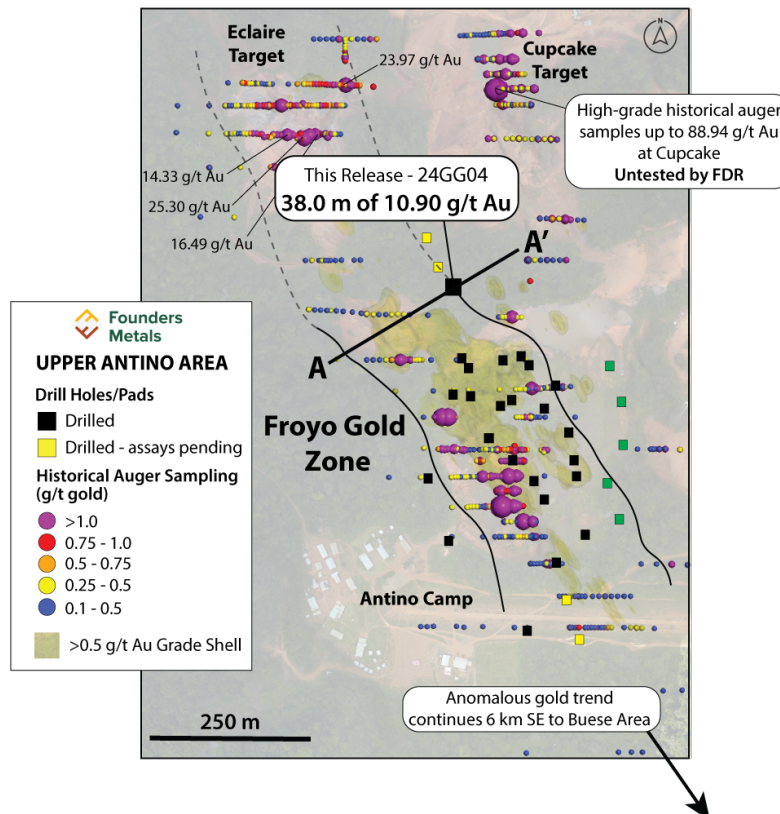 Eclaire
Target
23.97 g/t Au
Cupcake
Target
N
High-grade historical auger
samples up to 88.94 g/t Au
at Cupcake
Untested by FDR
14.33 g/t Au
25.30 g/t Au
16.49 g/t Au
This Release - 24GG04
38.0 m of 10.90 g/t Au
A'
A
Froyo Gold
Zone
Founders
Metals
UPPER ANTINO AREA
Drill Holes/Pads
Drilled
Drilled - assays pending
Historical Auger Sampling
(g/t gold)
>1.0
0.75 - 1.0
0.5 - 0.75
0.25 - 0.5
0.1 - 0.5
>0.5 g/t Au Grade Shell
Antino Camp
Anomalous gold trend
continues 6 km SE to Buese Area
250 m